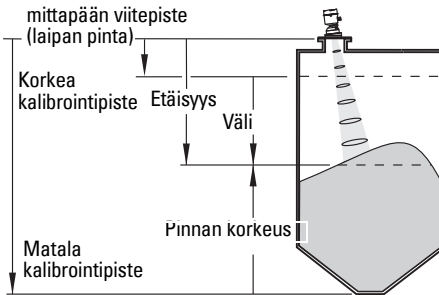 mittapään viitepiste
(laipan pinta)
Korkea
kalibrointipiste
Etäisyys
Väli
Pinnan korkeus
Matala
kalibrointipiste